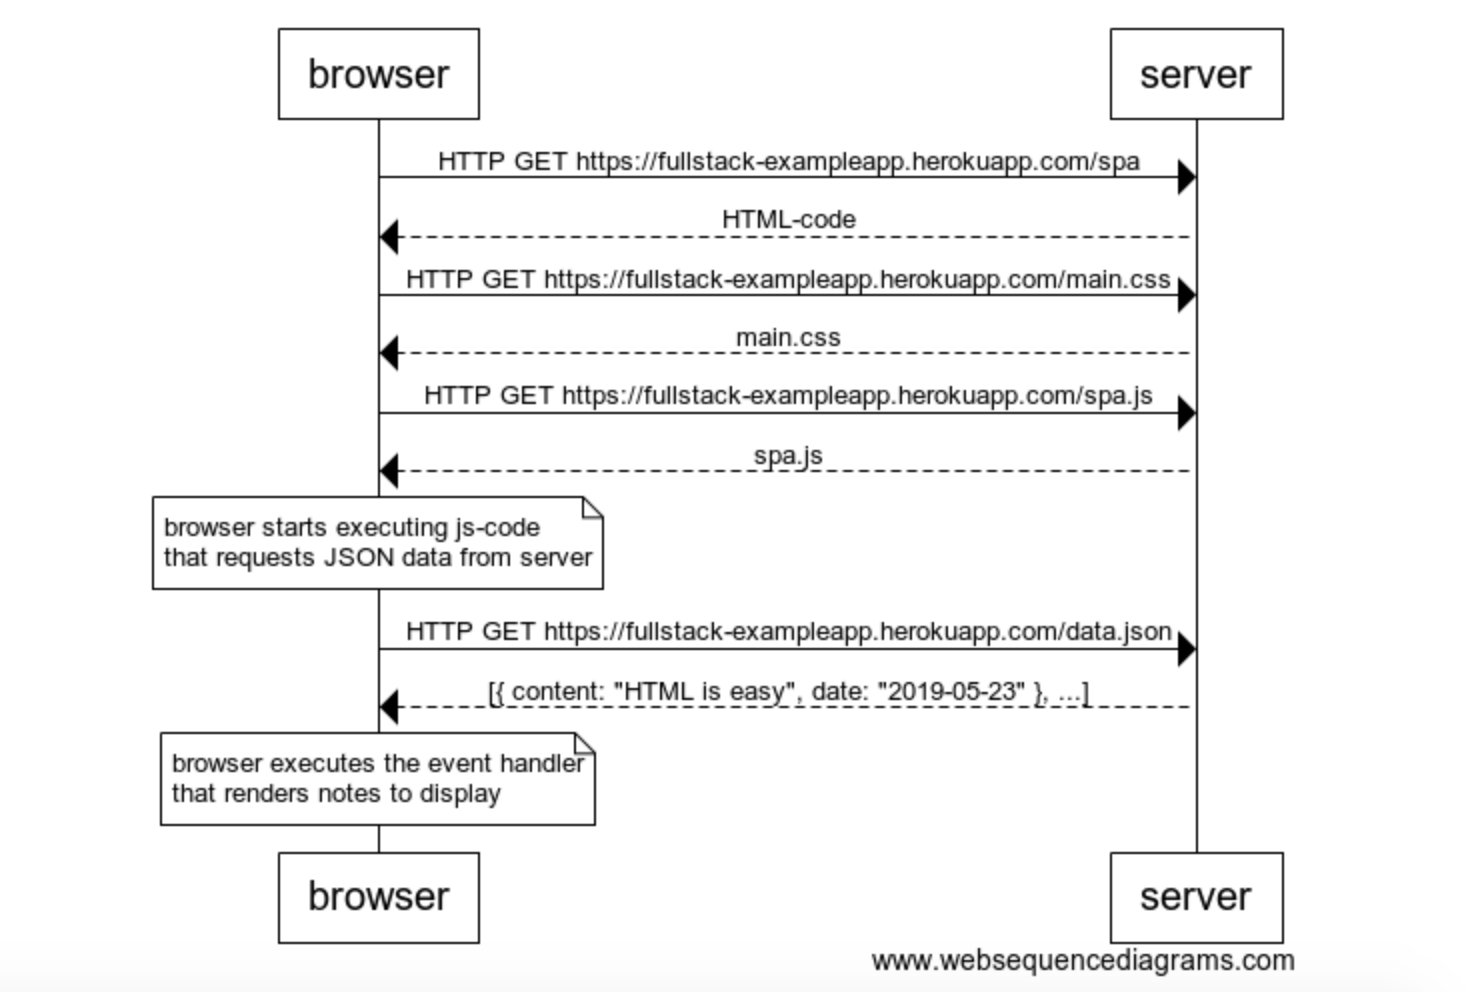 browser
server
HTTP GET https://fullstack-exampleapp.herokuapp.com/spa
HTML-code
HTTP GET https://fullstack-exampleapp.herokuapp.com/main.css
main.css
HTTP GET https://fullstack-exampleapp.herokuapp.com/spa.js
spa.js
browser starts executing js-code
that requests JSON data from server
HTTP GET https://fullstack-exampleapp.herokuapp.com/data.json
[{ content: "HTML is easy", date: "2019-05-23" }, ...]
browser executes the event handler
that renders notes to display
browser
server
www.websequencediagrams.com